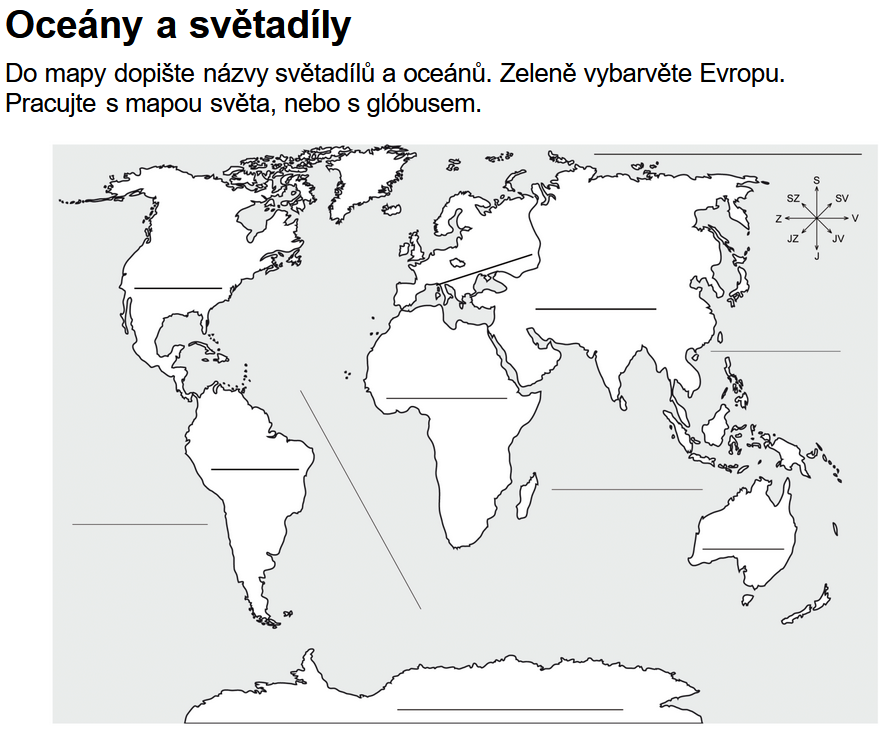 Oceány a světadíly
Do mapy dopište názvy světadílů a oceánů. Zeleně vybarvěte Evropu.
Pracujte s mapou světa, nebo s glóbusem.
S
SZ SV
Z V
JZ JV
J